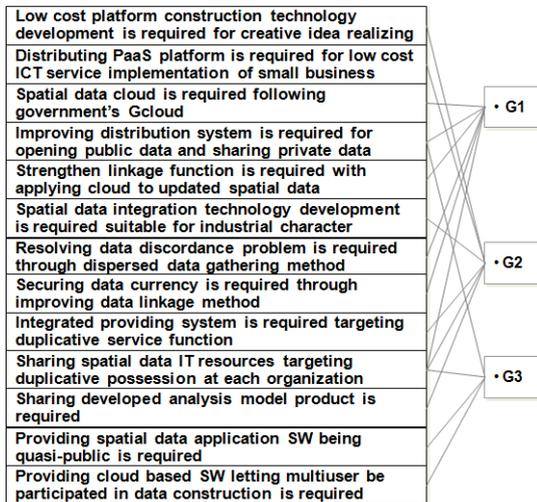 Low cost platform construction technology
development is required for creative idea realizing
Distributing PaaS platform is required for low cost
ICT service implementation of small business
Spatial data cloud is required following
government's Gcloud
Improving distribution system is required for
opening public data and sharing private data
Strengthen linkage function is required with
applying cloud to updated spatial data
Spatial data integration technology development
is required suitable for industrial character
Resolving data discordance problem is required
through dispersed data gathering method
Securing data currency is required through
improving data linkage method
Integrated providing system is required targeting
duplicative service function
Sharing spatial data IT resources targeting
duplicative possession at each organization
Sharing developed analysis model product is
required
Providing spatial data application SW being
quasi-public is required
Providing cloud based SW letting multiuser be
participated in data construction is required
• G1
• G2
• G3